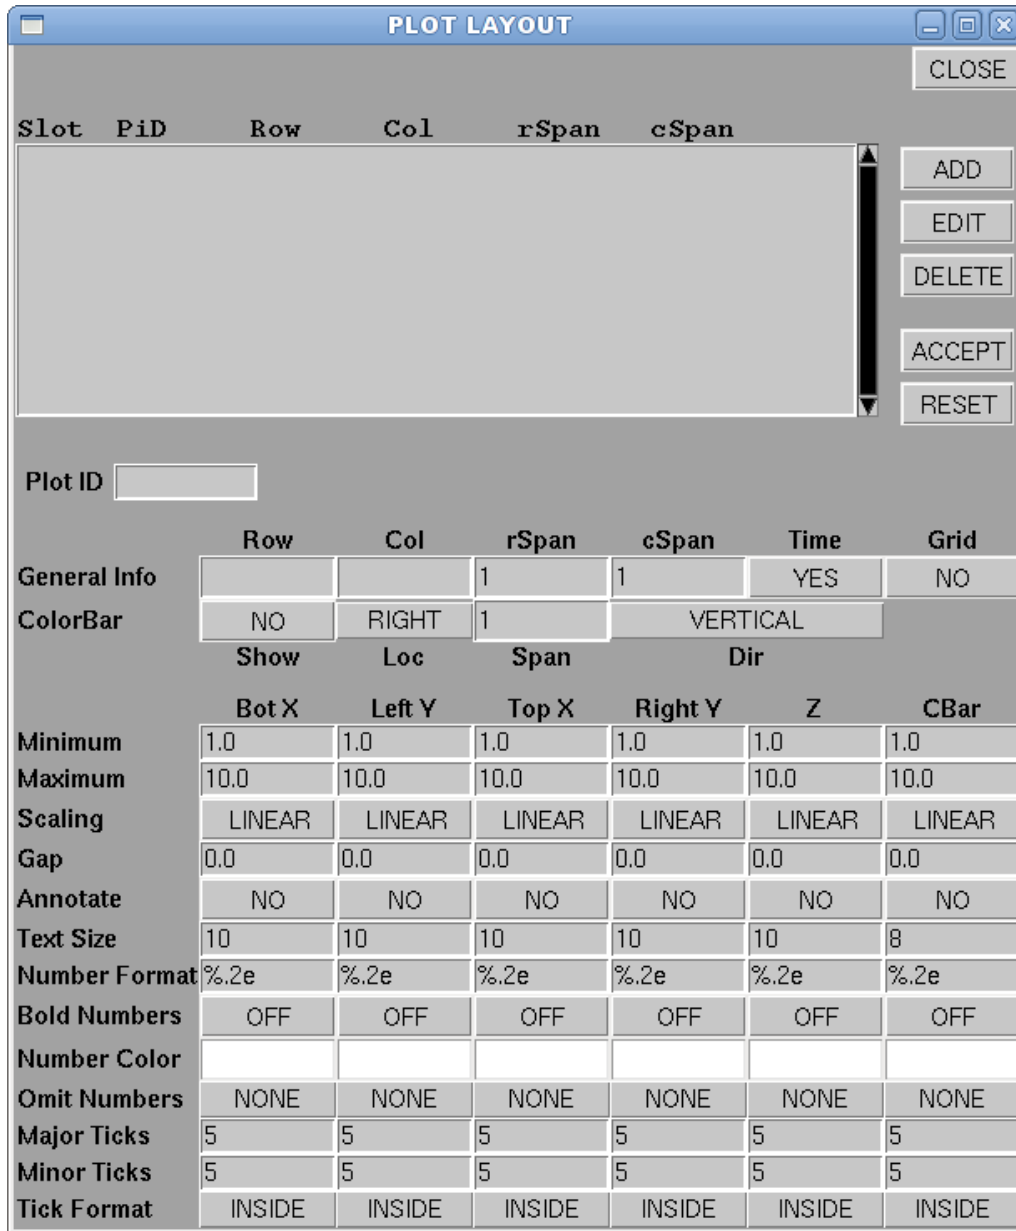 PLOT LAYOUT
CLOSE
Slot PiD Row Col rSpan cSpan
ADD
EDIT
DELETE
ACCEPT
RESET
Plot ID
Row Col rSpan cSpan Time Grid
General Info 1 1 YES NO
ColorBar NO RIGHT 1 VERTICAL
Show Loc Span Dir
Bot X Left Y Top X Right Y Z CBar
Minimum 1.0 1.0 1.0 1.0 1.0 1.0
Maximum 10.0 10.0 10.0 10.0 10.0 10.0
Scaling LINEAR LINEAR LINEAR LINEAR LINEAR LINEAR
Gap 0.0 0.0 0.0 0.0 0.0 0.0
Annotate NO NO NO NO NO NO
Text Size 10 10 10 10 10 8
Number Format %.2e %.2e %.2e %.2e %.2e %.2e
Bold Numbers OFF OFF OFF OFF OFF OFF
Number Color
Omit Numbers NONE NONE NONE NONE NONE NONE
Major Ticks 5 5 5 5 5 5
Minor Ticks 5 5 5 5 5 5
Tick Format INSIDE INSIDE INSIDE INSIDE INSIDE INSIDE